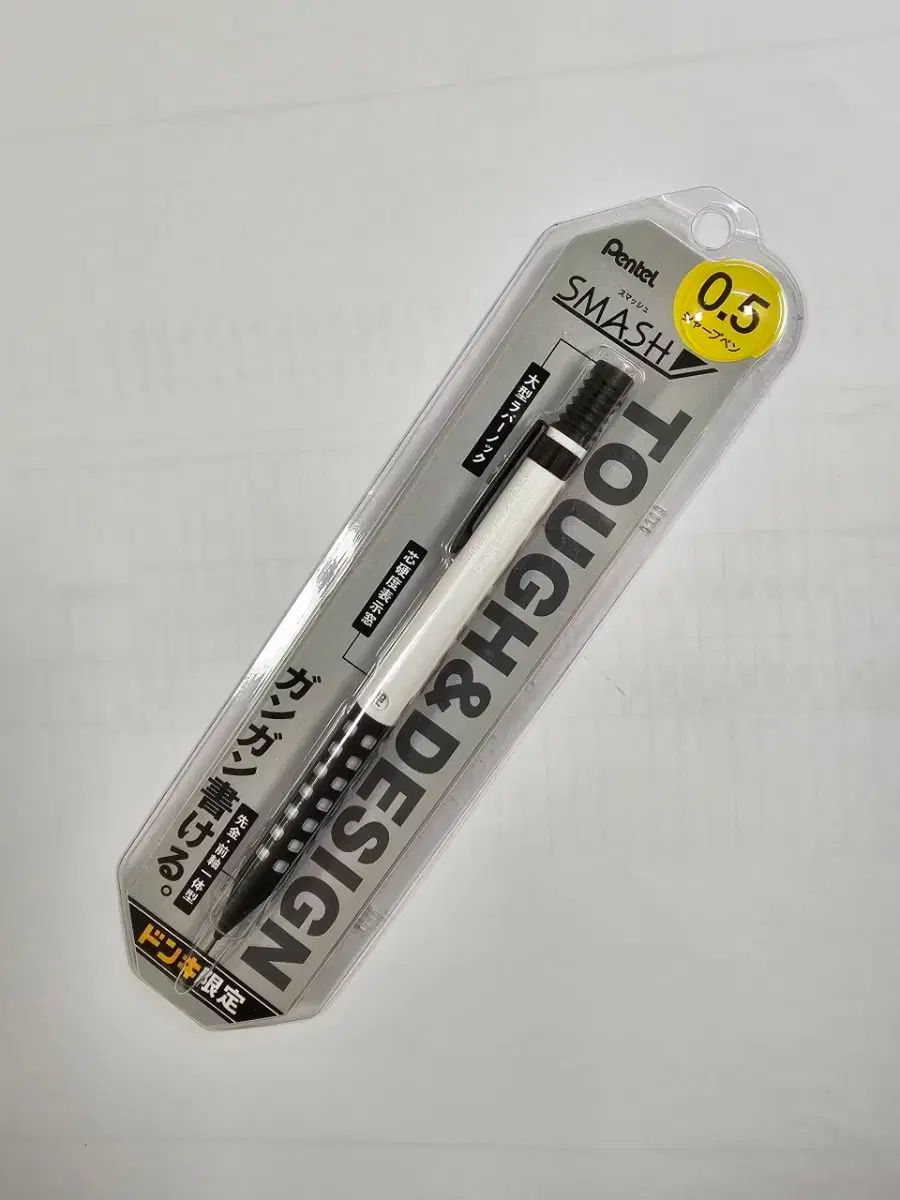 Pentel
スマッシュ
SMASH
0.5
シャープペン
大型ラバーノック
TOUGH&DESIGN
芯硬度表示窓
ガンガン書ける。
先金・前軸一体型
ドンキ限定